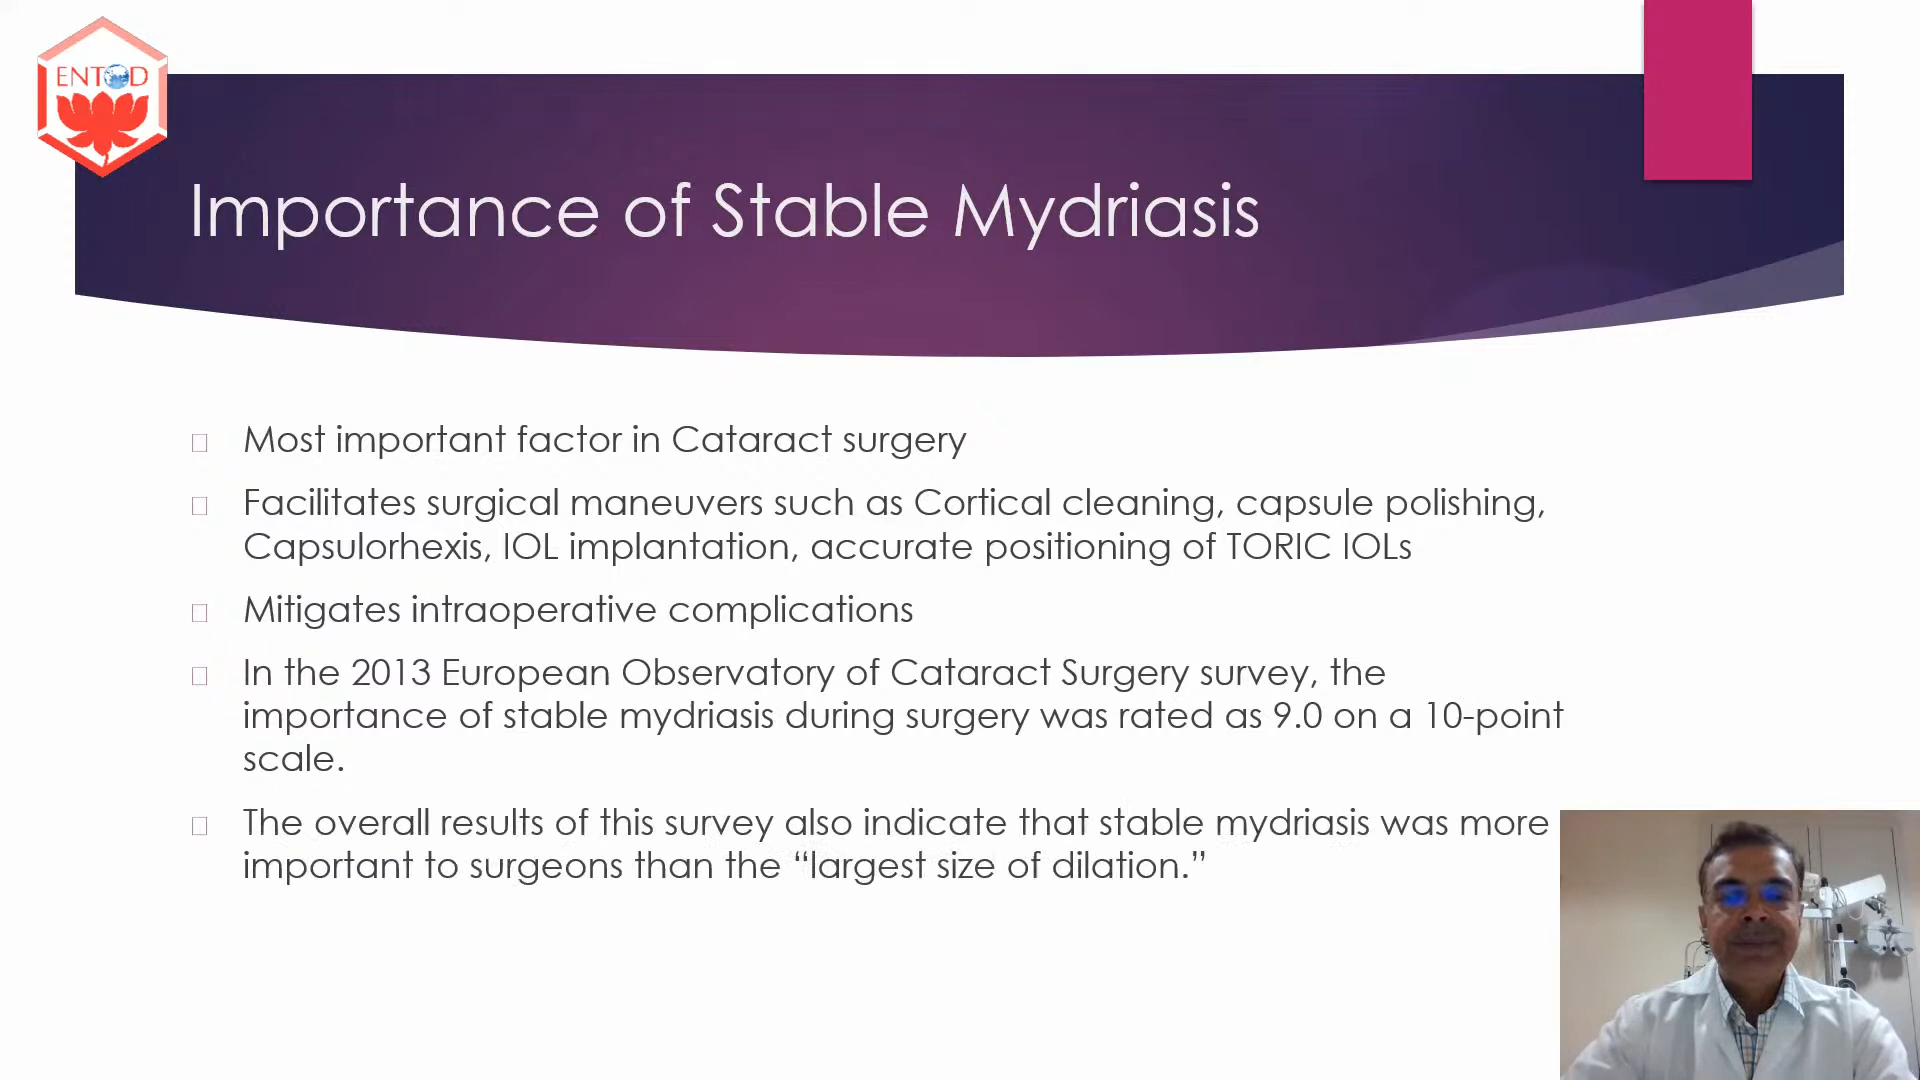 ENTOD
Importance of Stable Mydriasis
Most important factor in Cataract surgery
Facilitates surgical maneuvers such as Cortical cleaning, capsule polishing,
Capsulorhexis, IOL implantation, accurate positioning of TORIC IOLs
Mitigates intraoperative complications
In the 2013 European Observatory of Cataract Surgery survey, the
importance of stable mydriasis during surgery was rated as 9.0 on a 10-point
scale.
The overall results of this survey also indicate that stable mydriasis was more
important to surgeons than the “largest size of dilation.”